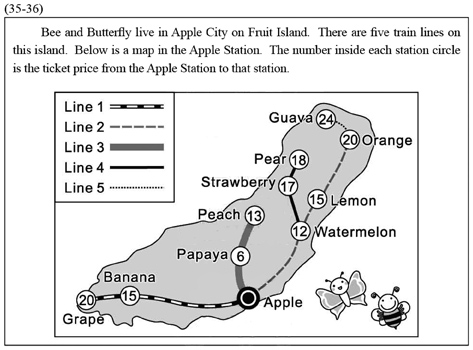 (35-36)
Bee and Butterfly live in Apple City on Fruit Island. There are five train lines on
this island. Below is a map in the Apple Station. The number inside each station circle
is the ticket price from the Apple Station to that station.
Line 1
Line 2
Line 3
Line 4
Line 5
Guava 24
20 Orange
Pear 18
Strawberry 17
15 Lemon
Peach 13
12 Watermelon
Papaya 6
Banana
15
20
Grape
Apple